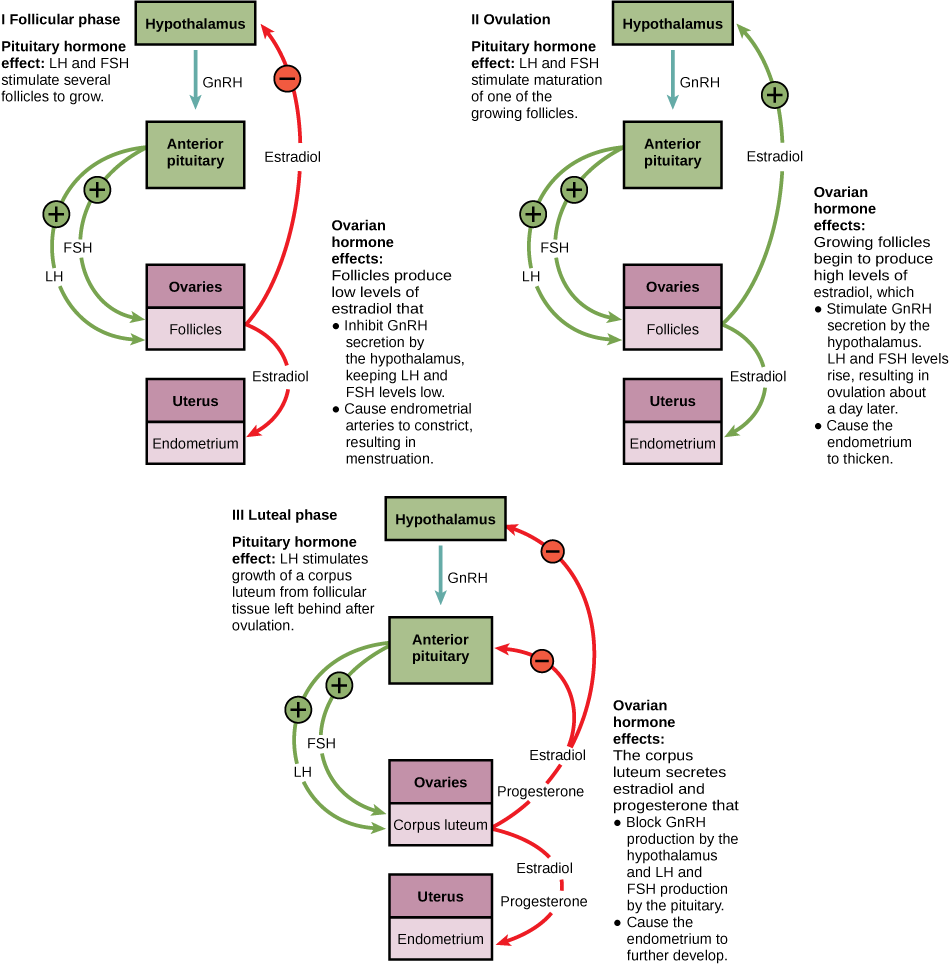 I Follicular phase
Pituitary hormone
effect: LH and FSH
stimulate several
follicles to grow.
Hypothalamus
GnRH
Anterior
pituitary
Estradiol
FSH
LH
Ovaries
Follicles
Estradiol
Uterus
Endometrium
Ovarian
hormone
effects:
Follicles produce
low levels of
estradiol that
● Inhibit GnRH
secretion by
the hypothalamus,
keeping LH and
FSH levels low.
● Cause endrometrial
arteries to constrict,
resulting in
menstruation.
II Ovulation
Pituitary hormone
effect: LH and FSH
stimulate maturation
of one of the
growing follicles.
Hypothalamus
GnRH
Anterior
pituitary
Estradiol
FSH
LH
Ovaries
Follicles
Estradiol
Uterus
Endometrium
Ovarian
hormone
effects:
Growing follicles
begin to produce
high levels of
estradiol, which
● Stimulate GnRH
secretion by the
hypothalamus.
LH and FSH levels
rise, resulting in
ovulation about
a day later.
● Cause the
endometrium
to thicken.
III Luteal phase
Pituitary hormone
effect: LH stimulates
growth of a corpus
luteum from follicular
tissue left behind after
ovulation.
Hypothalamus
GnRH
Anterior
pituitary
FSH
LH
Estradiol
Progesterone
Ovaries
Corpus luteum
Estradiol
Progesterone
Uterus
Endometrium
Ovarian
hormone
effects:
The corpus
luteum secretes
estradiol and
progesterone that
● Block GnRH
production by the
hypothalamus
and LH and
FSH production
by the pituitary.
● Cause the
endometrium to
further develop.